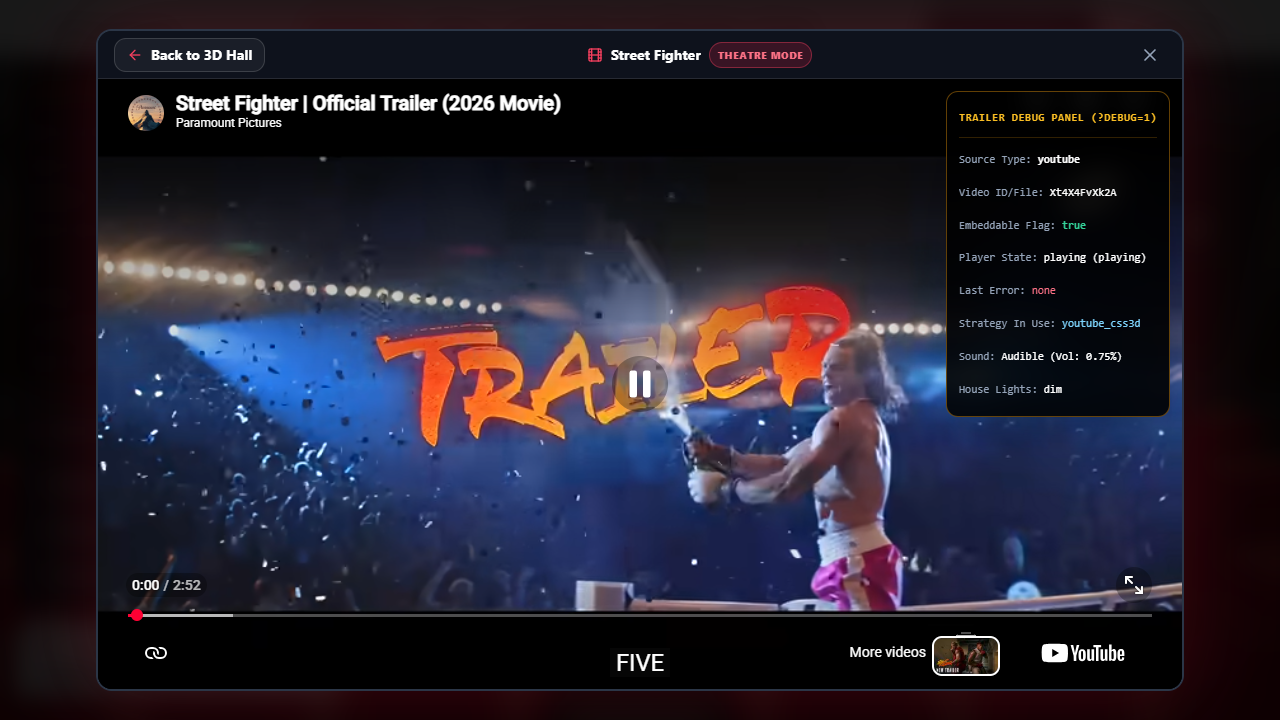 Back to 3D Hall
Street Fighter
THEATRE MODE
Street Fighter | Official Trailer (2026 Movie)
Paramount Pictures
TRAILER DEBUG PANEL (?DEBUG=1)
Source Type: youtube
Video ID/File: Xt4X4FvXk2A
Embeddable Flag: true
Player State: playing (playing)
Last Error: none
Strategy In Use: youtube_css3d
Sound: Audible (Vol: 0.75%)
House Lights: dim
TRAILER
0:00 / 2:52
FIVE
More videos
YouTube